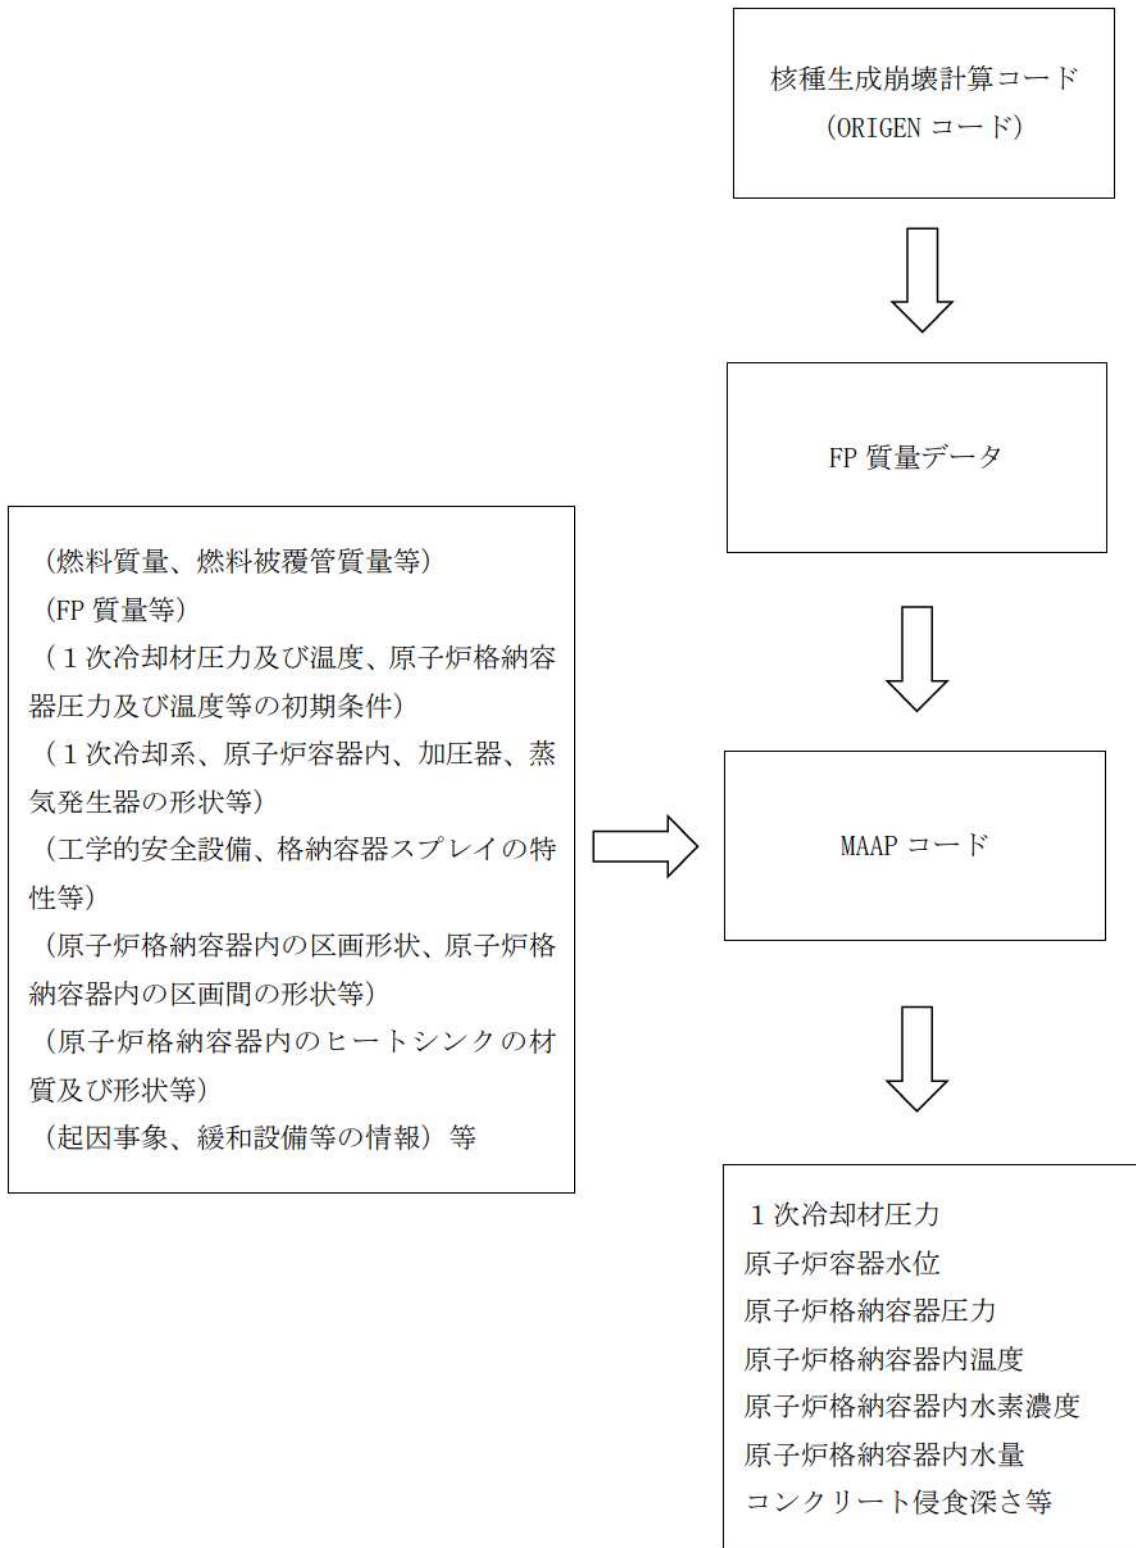 核種生成崩壊計算コード
(ORIGEN コード)
FP 質量データ
(燃料質量、燃料被覆管質量等)
(FP 質量等)
(1次冷却材圧力及び温度、原子炉格納容
器圧力及び温度等の初期条件)
(1次冷却系、原子炉容器内、加圧器、蒸
気発生器の形状等)
(工学的安全設備、格納容器スプレイの特
性等)
(原子炉格納容器内の区画形状、原子炉格
納容器内の区画間の形状等)
(原子炉格納容器内のヒートシンクの材
質及び形状等)
(起因事象、緩和設備等の情報) 等
MAAP コード
1次冷却材圧力
原子炉容器水位
原子炉格納容器圧力
原子炉格納容器内温度
原子炉格納容器内水素濃度
原子炉格納容器内水量
コンクリート侵食深さ等